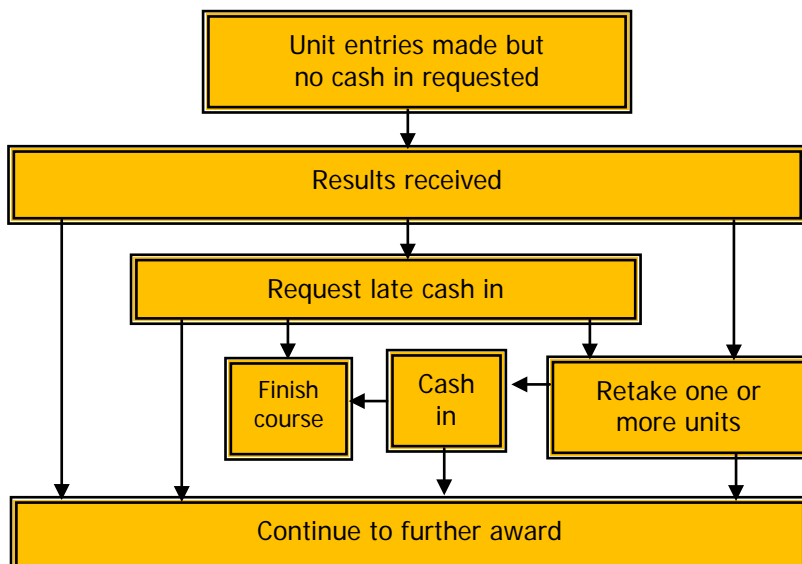 Unit entries made but
no cash in requested
Results received
Request late cash in
Finish
course
Cash
in
Retake one or
more units
Continue to further award